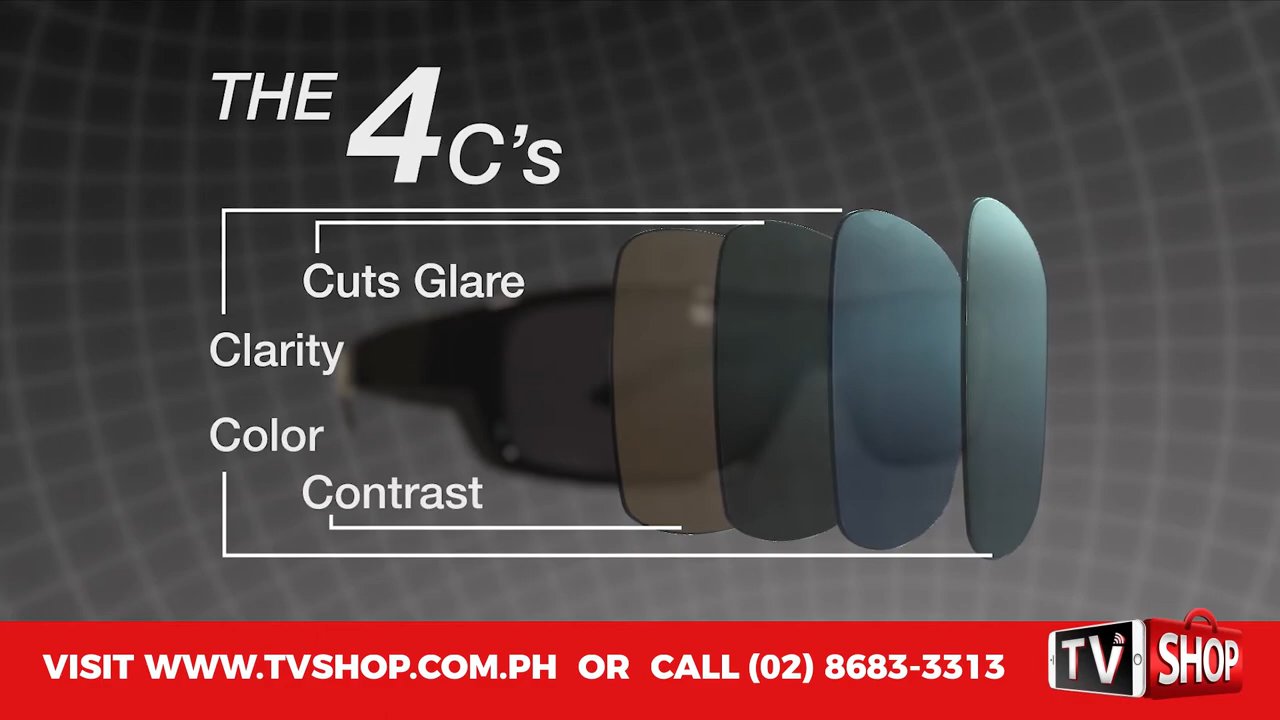 THE 4 C's
Cuts Glare
Clarity
Color
Contrast
VISIT WWW.TVSHOP.COM.PH OR CALL (02) 8683-3313
TV SHOP